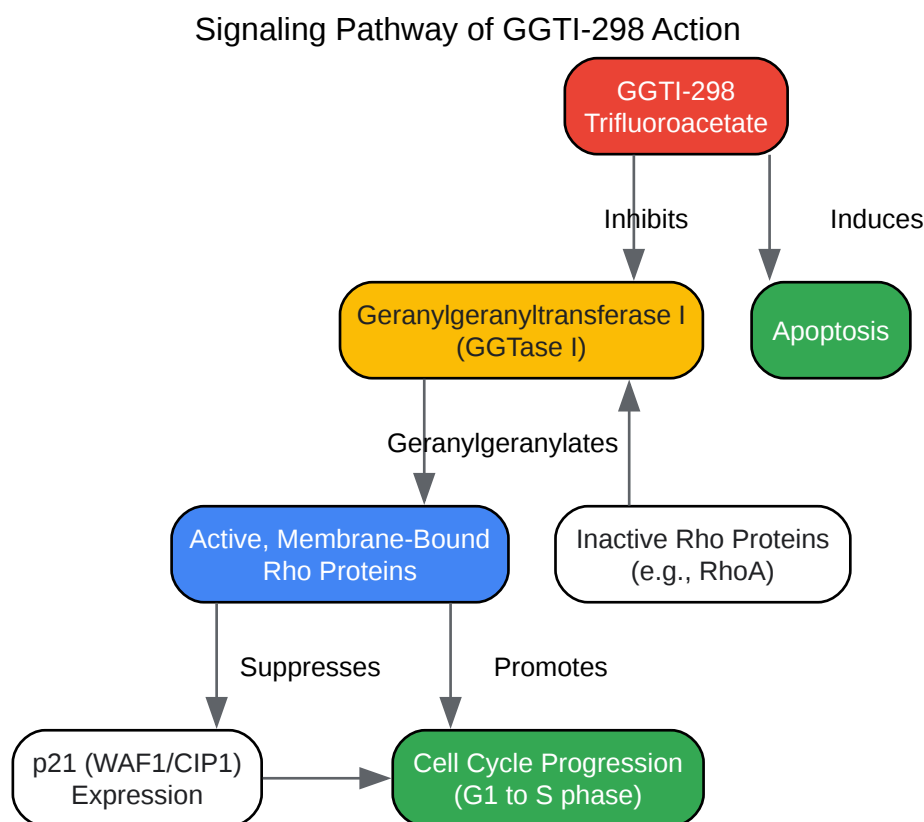 Signaling Pathway of GGTI-298 Action
GGTI-298
Trifluoroacetate
Inhibits
Induces
Geranylgeranyltransferase I
(GGTase I)
Apoptosis
Geranylgeranylates
Active, Membrane-Bound
Rho Proteins
Inactive Rho Proteins
(e.g., RhoA)
Suppresses
Promotes
p21 (WAF1/CIP1)
Expression
Cell Cycle Progression
(G1 to S phase)